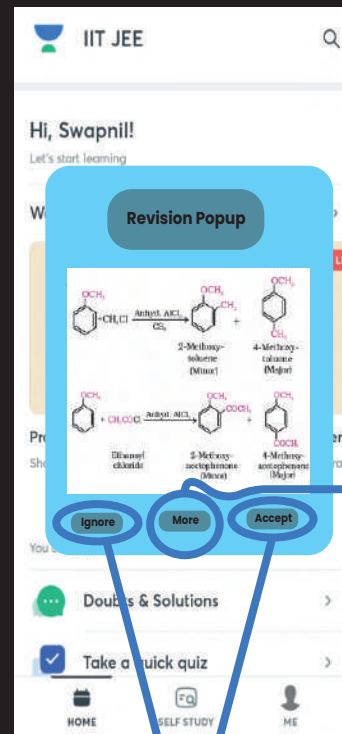 IIT JEE
Hi, Swapnil!
Let's start learning
W
Revision Popup
OCH3
+CH3Cl
Anhyd. AlCl3
CS2
OCH3
CH3
+
OCH3
CH3
2-Methoxy-
toluene
(Minor)
4-Methoxy-
toluene
(Major)
OCH3
+ CH3COCl
Anhyd. AlCl3
OCH3
COCH3
+
OCH3
COCH3
Ethanoyl
chloride
2-Methoxy-
acetophenone
(Minor)
4-Methoxy-
acetophenone
(Major)
Ignore
More
Accept
You
Doubts & Solutions
Take a quick quiz
HOME
SELF STUDY
ME